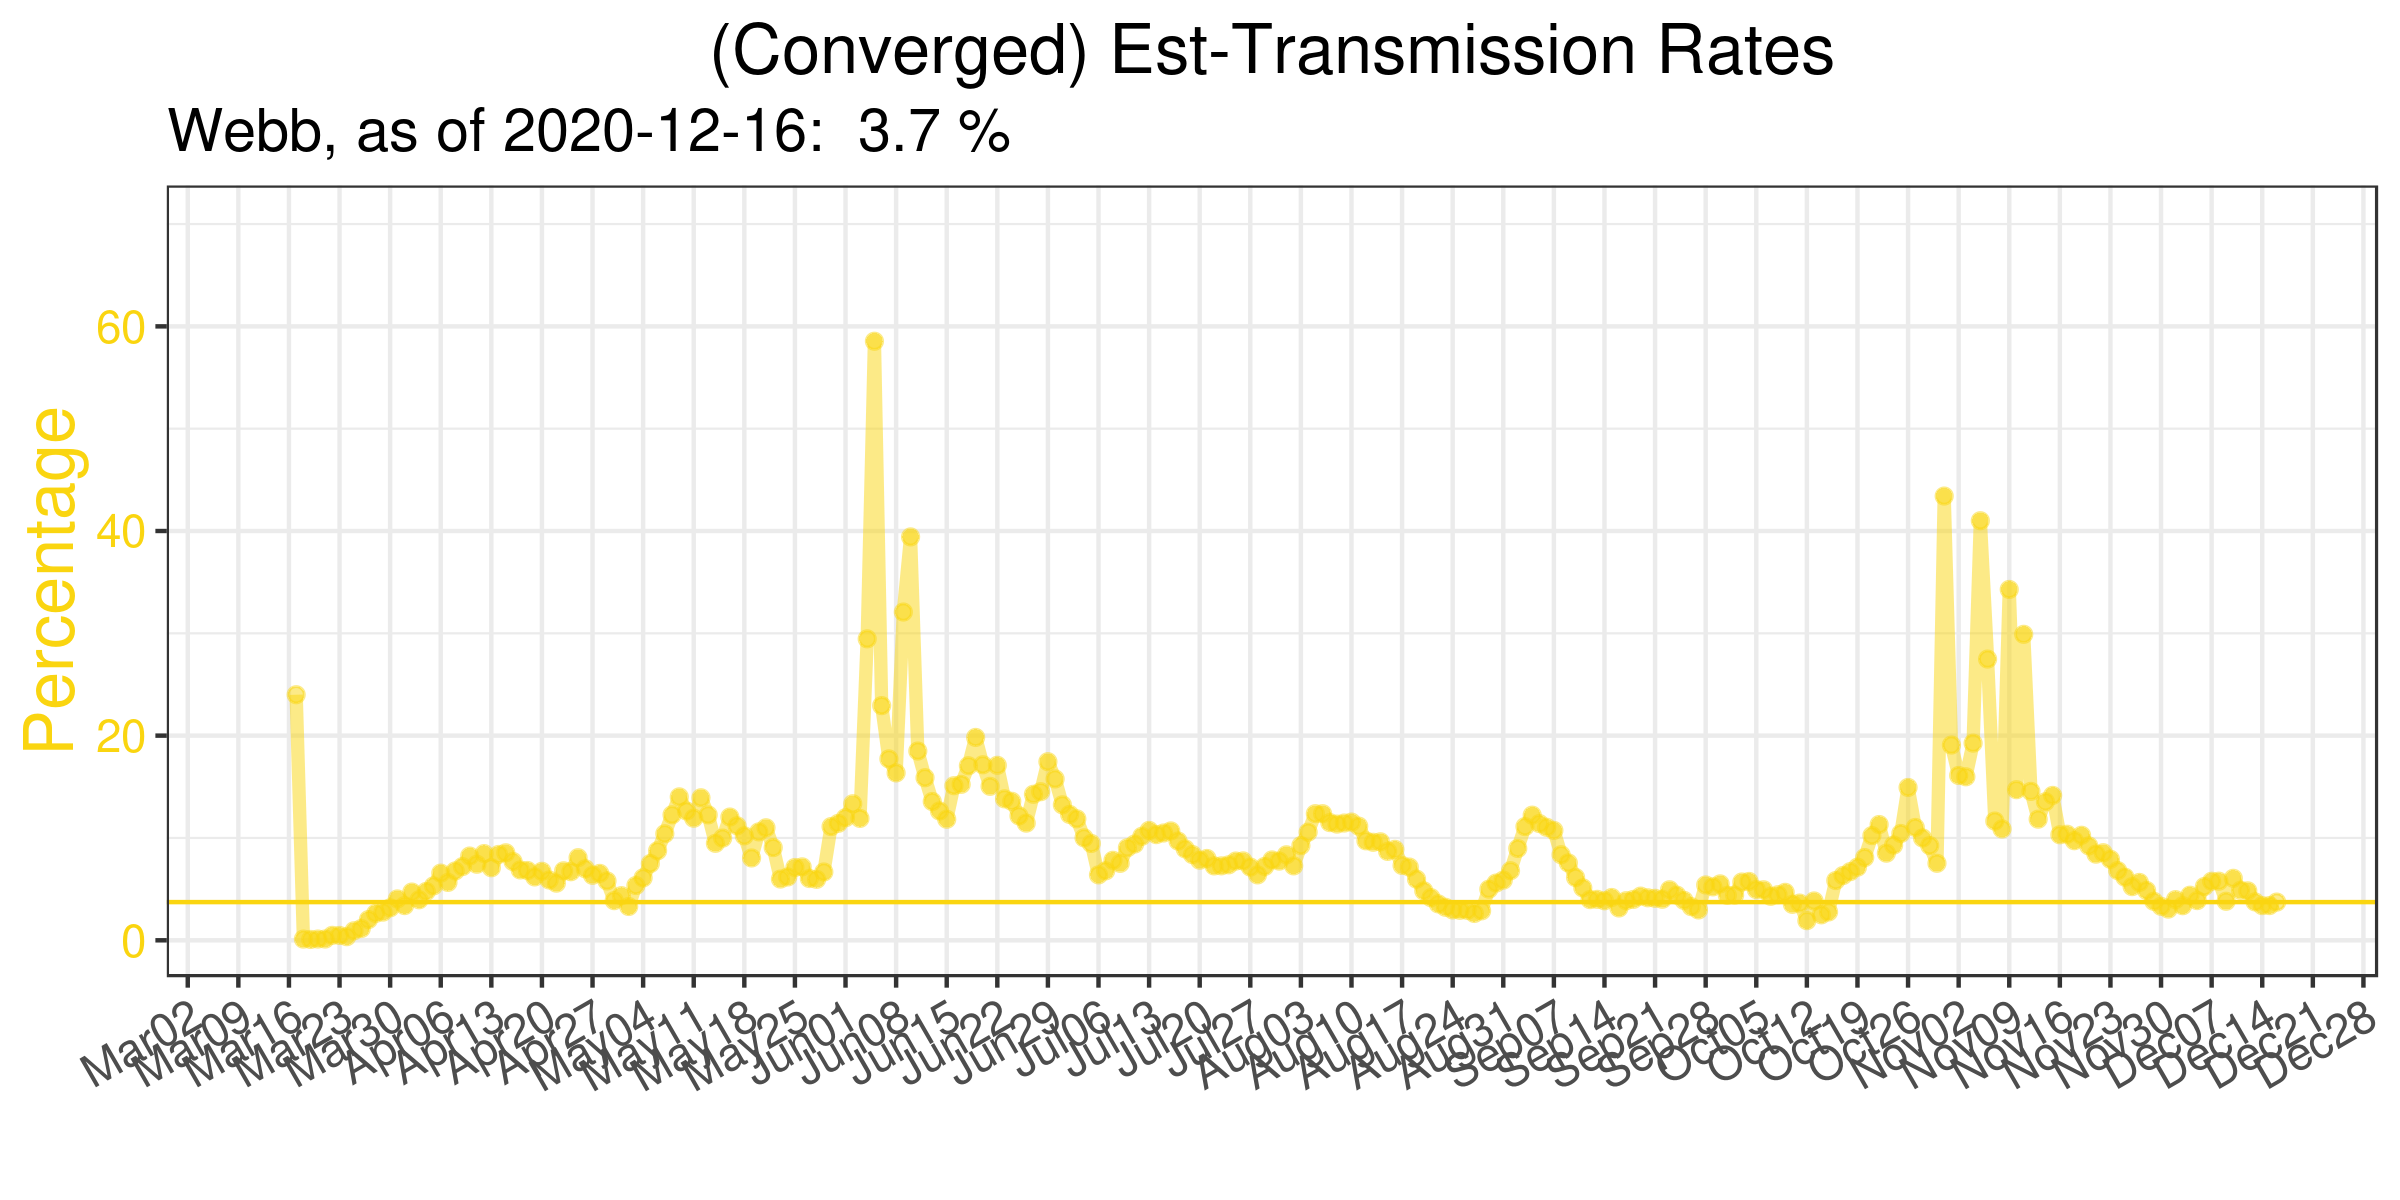 (Converged) Est-Transmission Rates
Webb, as of 2020-12-16:  3.7 %
Percentage
60
40
20
0
Mar02
Mar09
Mar16
Mar23
Mar30
Apr06
Apr13
Apr20
Apr27
May04
May11
May18
May25
Jun01
Jun08
Jun15
Jun22
Jun29
Jul06
Jul13
Jul20
Jul27
Aug03
Aug10
Aug17
Aug24
Aug31
Sep07
Sep14
Sep21
Sep28
Oct05
Oct12
Oct19
Oct26
Nov02
Nov09
Nov16
Nov23
Nov30
Dec07
Dec14
Dec21
Dec28